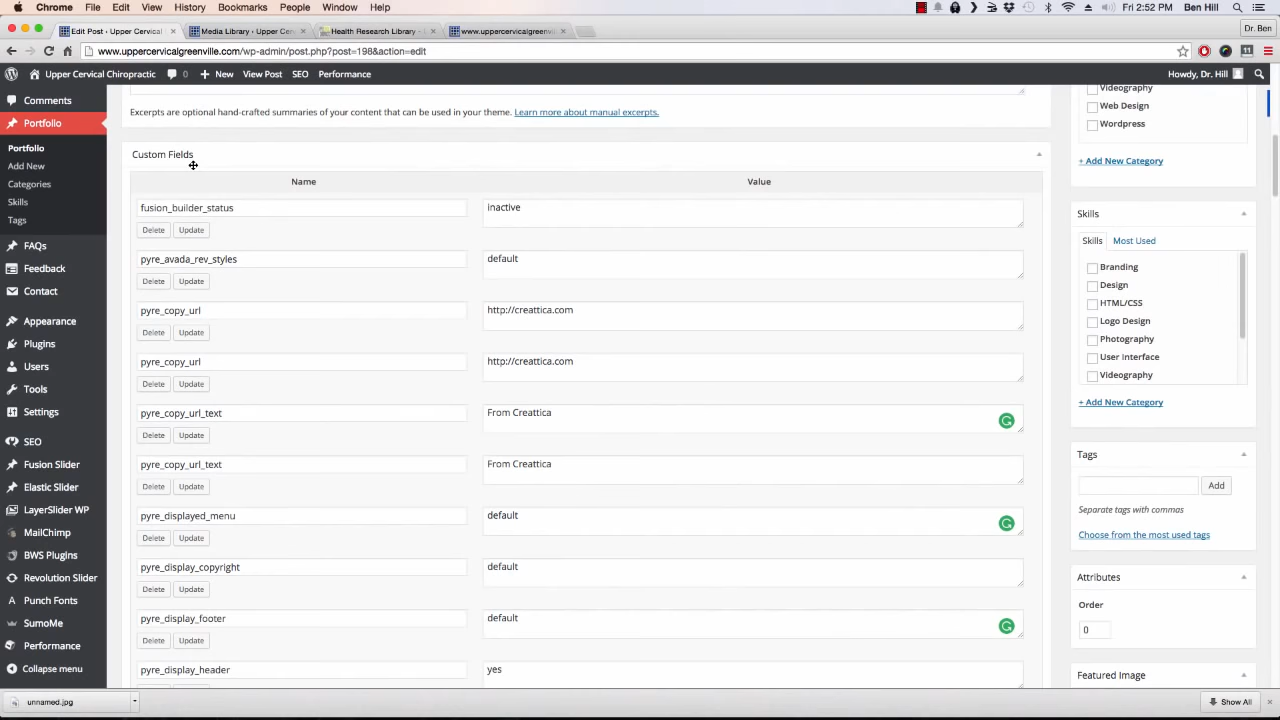 Chrome File Edit View History Bookmarks People Window Help
Fri 2:52 PM Ben Hill
Edit Post ‹ Upper Cervical
Media Library ‹ Upper Cerv
Health Research Library -
www.uppercervicalgreenvill
Dr. Ben
www.uppercervicalgreenville.com/wp-admin/post.php?post=198&action=edit
Upper Cervical Chiropractic 0 + New View Post SEO Performance
Howdy, Dr. Hill
Comments
Portfolio
Portfolio
Add New
Categories
Skills
Tags
FAQs
Feedback
Contact
Appearance
Plugins
Users
Tools
Settings
SEO
Fusion Slider
Elastic Slider
LayerSlider WP
MailChimp
BWS Plugins
Revolution Slider
Punch Fonts
SumoMe
Performance
Collapse menu
Excerpts are optional hand-crafted summaries of your content that can be used in your theme. Learn more about manual excerpts.
Custom Fields
Name Value
fusion_builder_status inactive
Delete Update
pyre_avada_rev_styles default
Delete Update
pyre_copy_url http://creattica.com
Delete Update
pyre_copy_url http://creattica.com
Delete Update
pyre_copy_url_text From Creattica
Delete Update
pyre_copy_url_text From Creattica
Delete Update
pyre_displayed_menu default
Delete Update
pyre_display_copyright default
Delete Update
pyre_display_footer default
Delete Update
pyre_display_header yes
Videography
Web Design
Wordpress
+ Add New Category
Skills
Skills Most Used
Branding
Design
HTML/CSS
Logo Design
Photography
User interface
Videography
+ Add New Category
Tags
Add
Separate tags with commas
Choose from the most used tags
Attributes
Order
0
Featured Image
unnamed.jpg
Show All